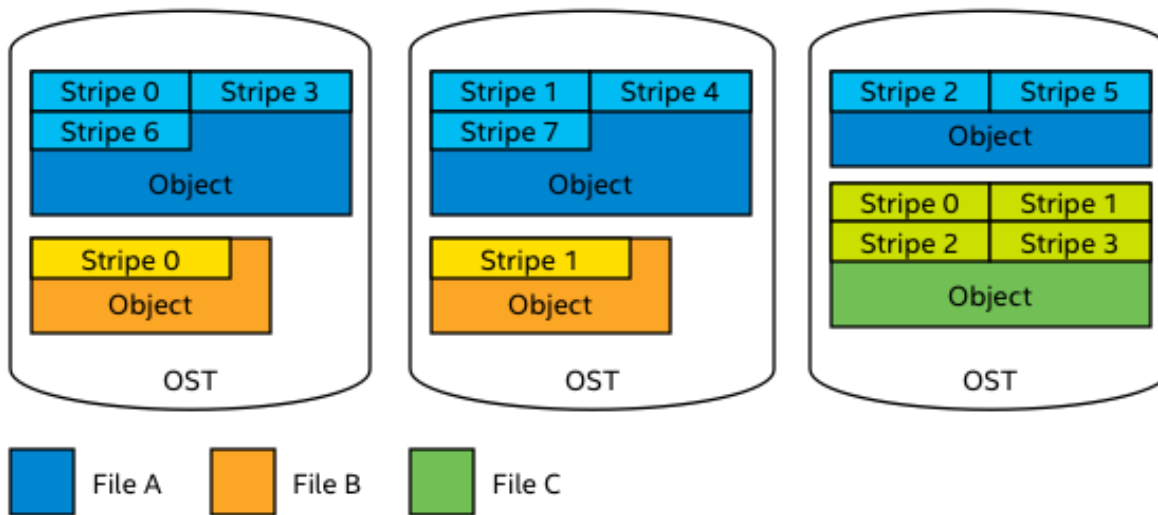 Stripe 0 Stripe 3
Stripe 6
Object
Stripe 0
Object
OST
Stripe 1 Stripe 4
Stripe 7
Object
Stripe 1
Object
OST
Stripe 2 Stripe 5
Object
Stripe 0 Stripe 1
Stripe 2 Stripe 3
Object
OST
File A
File B
File C